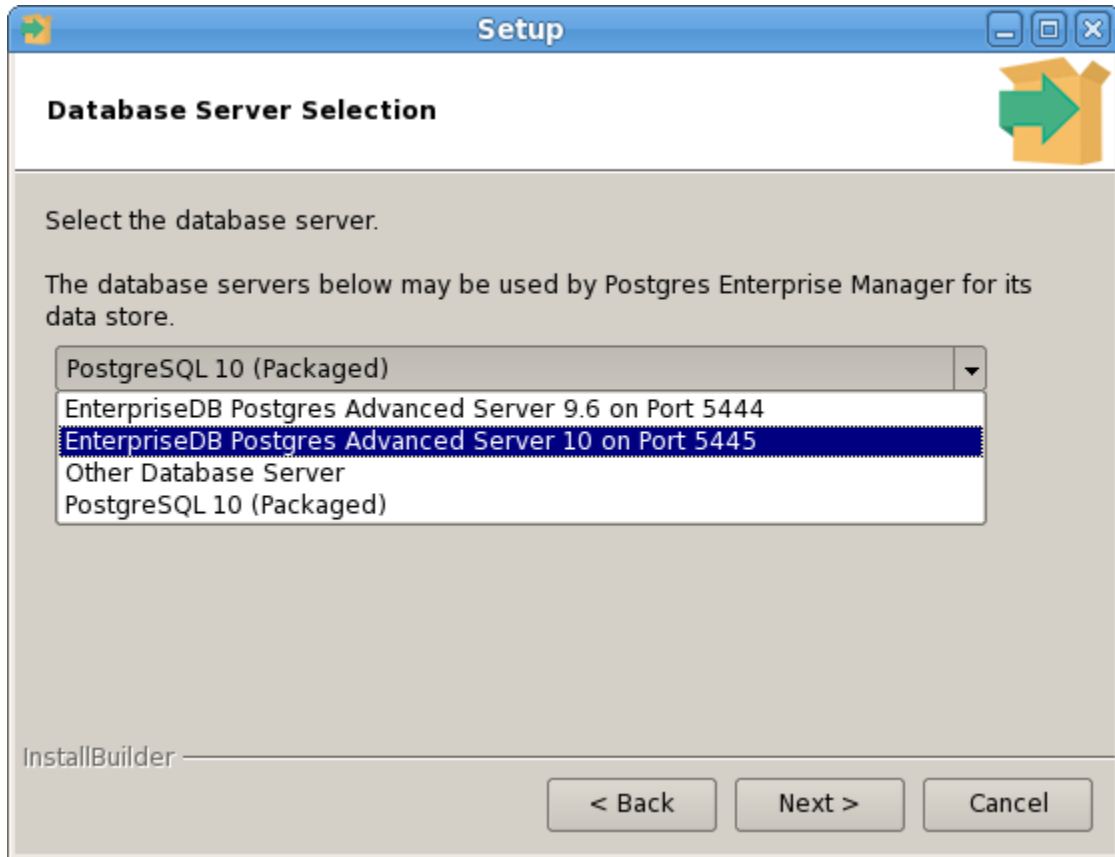 Setup
Database Server Selection
Select the database server.
The database servers below may be used by Postgres Enterprise Manager for its
data store.
PostgreSQL 10 (Packaged)
EnterpriseDB Postgres Advanced Server 9.6 on Port 5444
EnterpriseDB Postgres Advanced Server 10 on Port 5445
Other Database Server
PostgreSQL 10 (Packaged)
InstallBuilder
< Back Next > Cancel